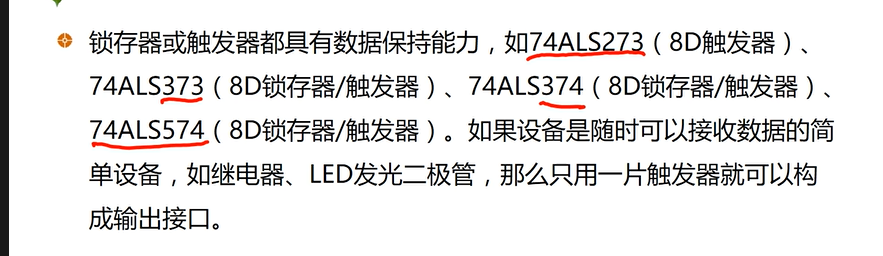 锁存器或触发器都具有数据保持能力，如74ALS273（8D触发器）、
74ALS373（8D锁存器/触发器）、74ALS374（8D锁存器/触发器）、
74ALS574（8D锁存器/触发器）。如果设备是随时可以接收数据的简
单设备，如继电器、LED发光二极管，那么只用一片触发器就可以构
成输出接口。